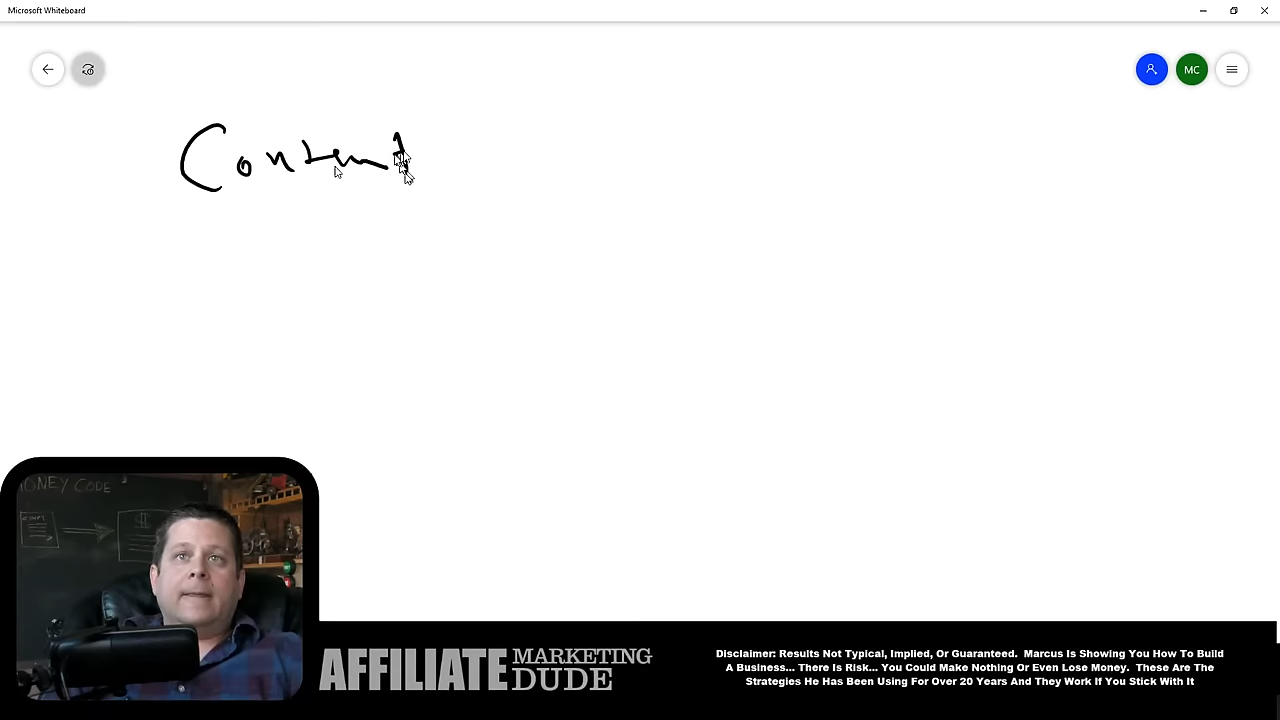 Microsoft Whiteboard
MC
Content
MONEY CODE
AFFILIATE MARKETING DUDE
Disclaimer: Results Not Typical, Implied, Or Guaranteed. Marcus Is Showing You How To Build
A Business... There Is Risk... You Could Make Nothing Or Even Lose Money. These Are The
Strategies He Has Been Using For Over 20 Years And They Work If You Stick With It